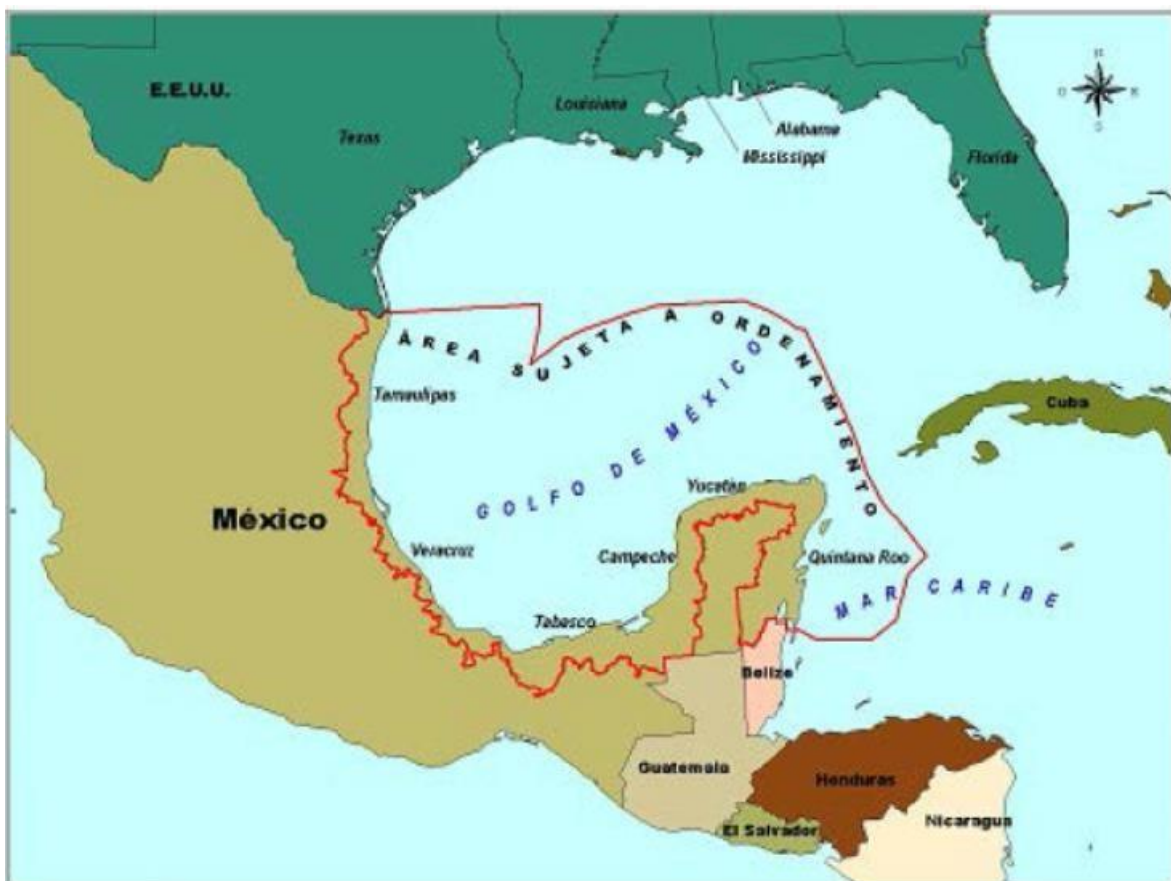 N
E.E.U.U.
O
E
S
Louisiana
Texas
Alabama
Mississippi
Florida
ÁREA SUJETA A ORDENAMIENTO
Tamaulipas
Cuba
GOLFO DE MÉXICO
Yucatán
México
Veracruz
Campeche
Quintana Roo
MAR CARIBE
Tabasco
Belize
Guatemala
Honduras
El Salvador
Nicaragua